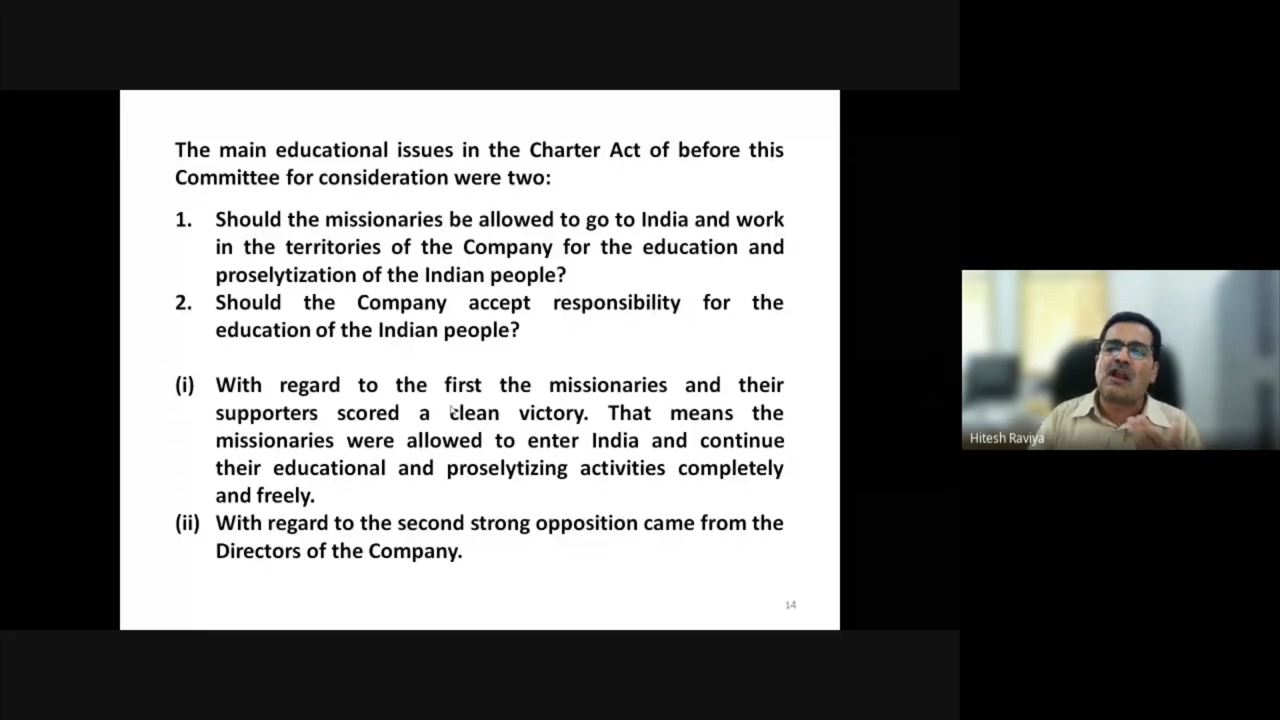 The main educational issues in the Charter Act of before this
Committee for consideration were two:
1. Should the missionaries be allowed to go to India and work
in the territories of the Company for the education and
proselytization of the Indian people?
2. Should the Company accept responsibility for the
education of the Indian people?
(i) With regard to the first the missionaries and their
supporters scored a clean victory. That means the
missionaries were allowed to enter India and continue
their educational and proselytizing activities completely
and freely.
(ii) With regard to the second strong opposition came from the
Directors of the Company.
14
Hitesh Raviya